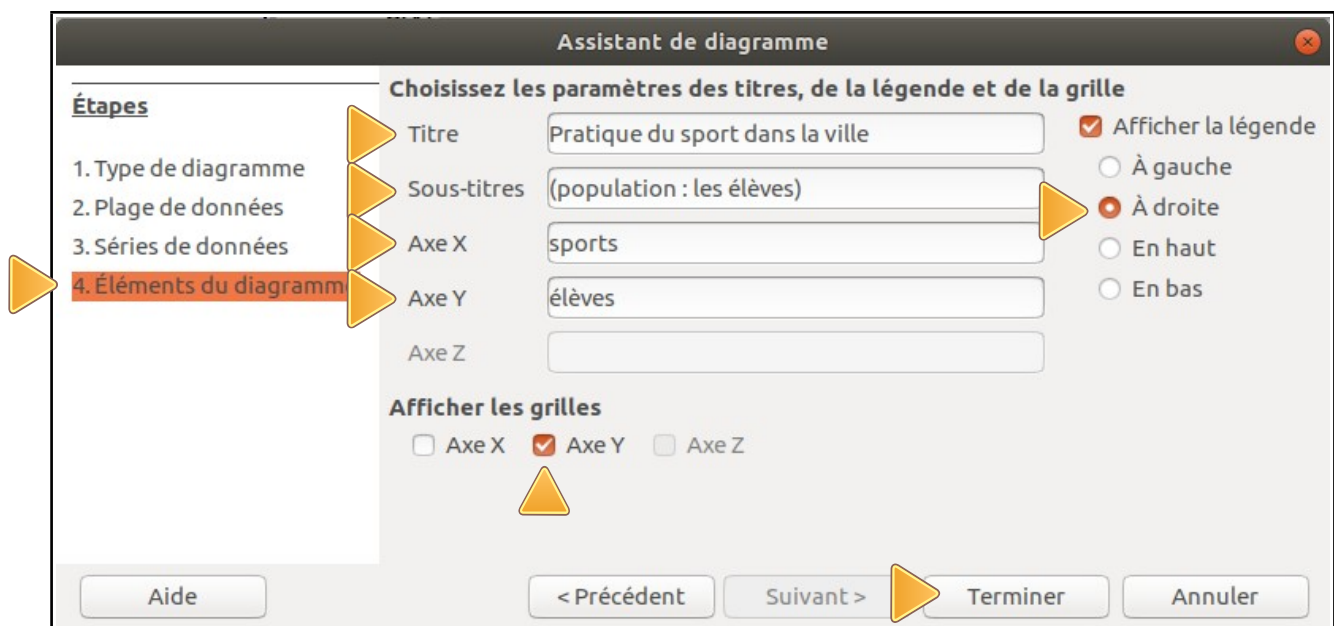 Assistant de diagramme
Étapes
1. Type de diagramme
2. Plage de données
3. Séries de données
4. Éléments du diagramme
Choisissez les paramètres des titres, de la légende et de la grille
Titre
Pratique du sport dans la ville
Sous-titres
(population : les élèves)
Axe X
sports
Axe Y
élèves
Axe Z
Afficher la légende
À gauche
À droite
En haut
En bas
Afficher les grilles
Axe X Axe Y Axe Z
Aide < Précédent Suivant > Terminer Annuler